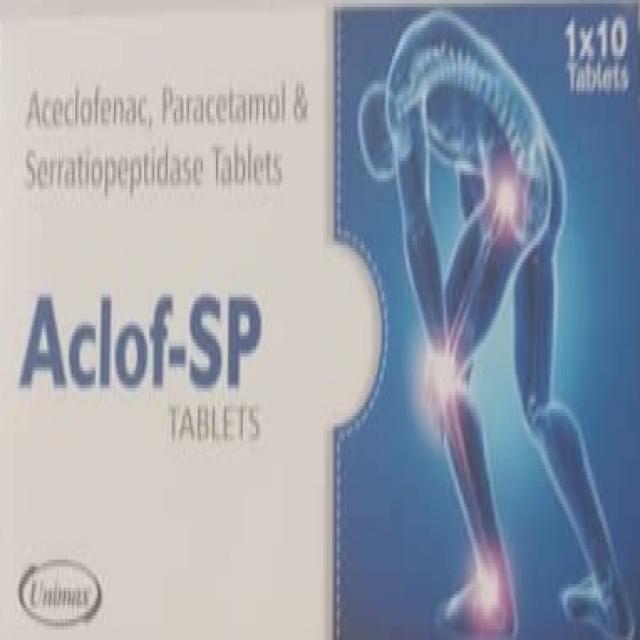 Aceclofenac, Paracetamol &
Serratiopeptidase Tablets
Aclof-SP
TABLETS
Unimax
1x10
Tablets